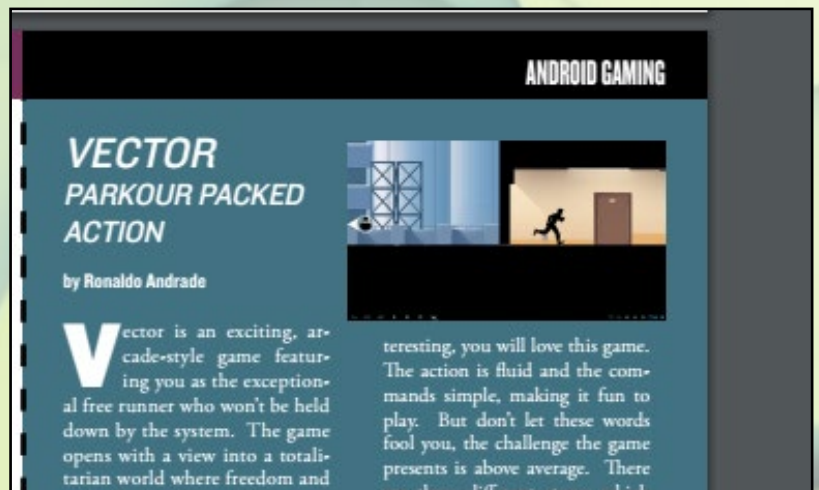 ANDROID GAMING
VECTOR
PARKOUR PACKED
ACTION
by Ronaldo Andrade
Vector is an exciting, ar-
cade-style game featur-
ing you as the exception-
al free runner who won't be held
down by the system. The game
opens with a view into a totali-
tarian world where freedom and
teresting, you will love this game.
The action is fluid and the com-
mands simple, making it fun to
play. But don't let these words
fool you, the challenge the game
presents is above average. There